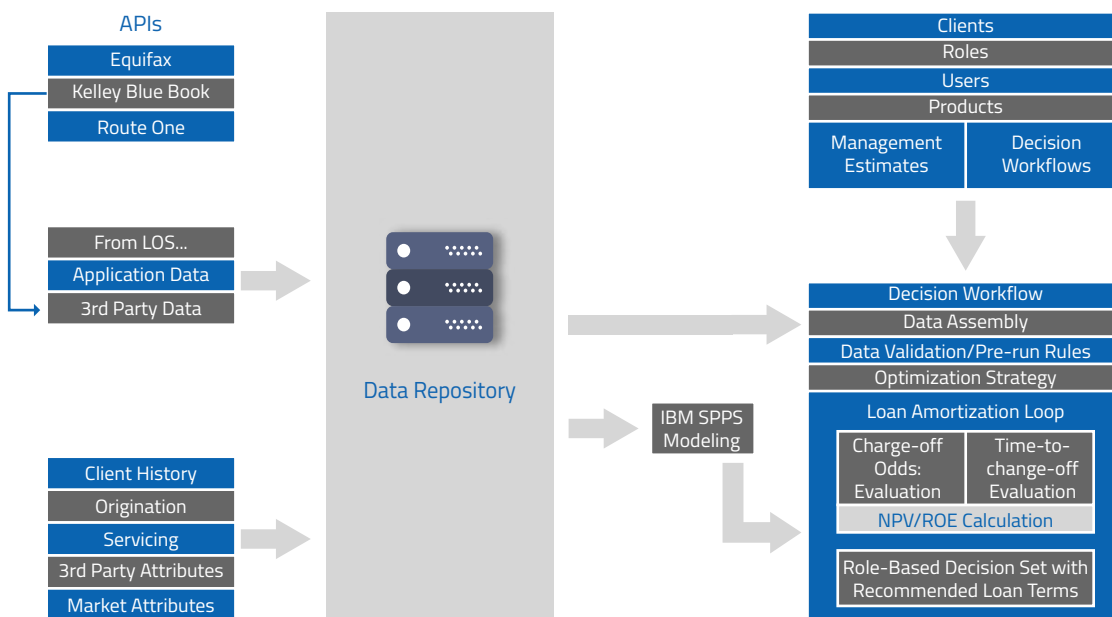 APIs
Equifax
Kelley Blue Book
Route One
From LOS...
Application Data
3rd Party Data
Client History
Origination
Servicing
3rd Party Attributes
Market Attributes
Data Repository
IBM SPPS
Modeling
Clients
Roles
Users
Products
Management
Estimates
Decision
Workflows
Decision Workflow
Data Assembly
Data Validation/Pre-run Rules
Optimization Strategy
Loan Amortization Loop
Charge-off
Odds:
Evaluation
Time-to-
change-off
Evaluation
NPV/ROE Calculation
Role-Based Decision Set with
Recommended Loan Terms